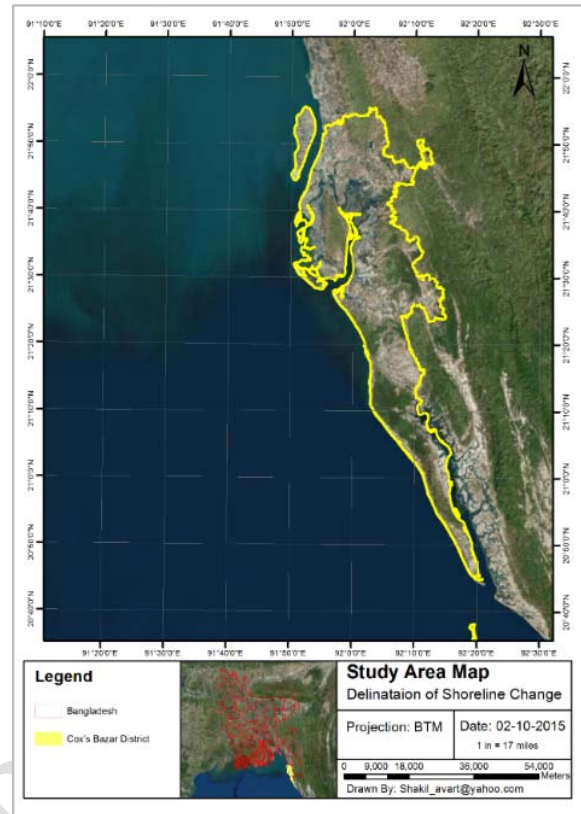 91°10'0"E 91°20'0"E 91°30'0"E 91°40'0"E 91°50'0"E 92°0'0"E 92°10'0"E 92°20'0"E 92°30'0"E
N
22°0'0"N 22°0'0"N
21°50'0"N 21°50'0"N
21°40'0"N 21°40'0"N
21°30'0"N 21°30'0"N
21°20'0"N 21°20'0"N
21°10'0"N 21°10'0"N
21°0'0"N 21°0'0"N
20°50'0"N 20°50'0"N
20°40'0"N 20°40'0"N
91°20'0"E 91°30'0"E 91°40'0"E 91°50'0"E 92°0'0"E 92°10'0"E 92°20'0"E 92°30'0"E
Legend
Bangladesh
Cox's Bazar District
Study Area Map
Delinataion of Shoreline Change
Projection: BTM
Date: 02-10-2015
1 in = 17 miles
0 9,000 18,000 36,000 54,000
Meters
Drawn By: Shakil_avart@yahoo.com